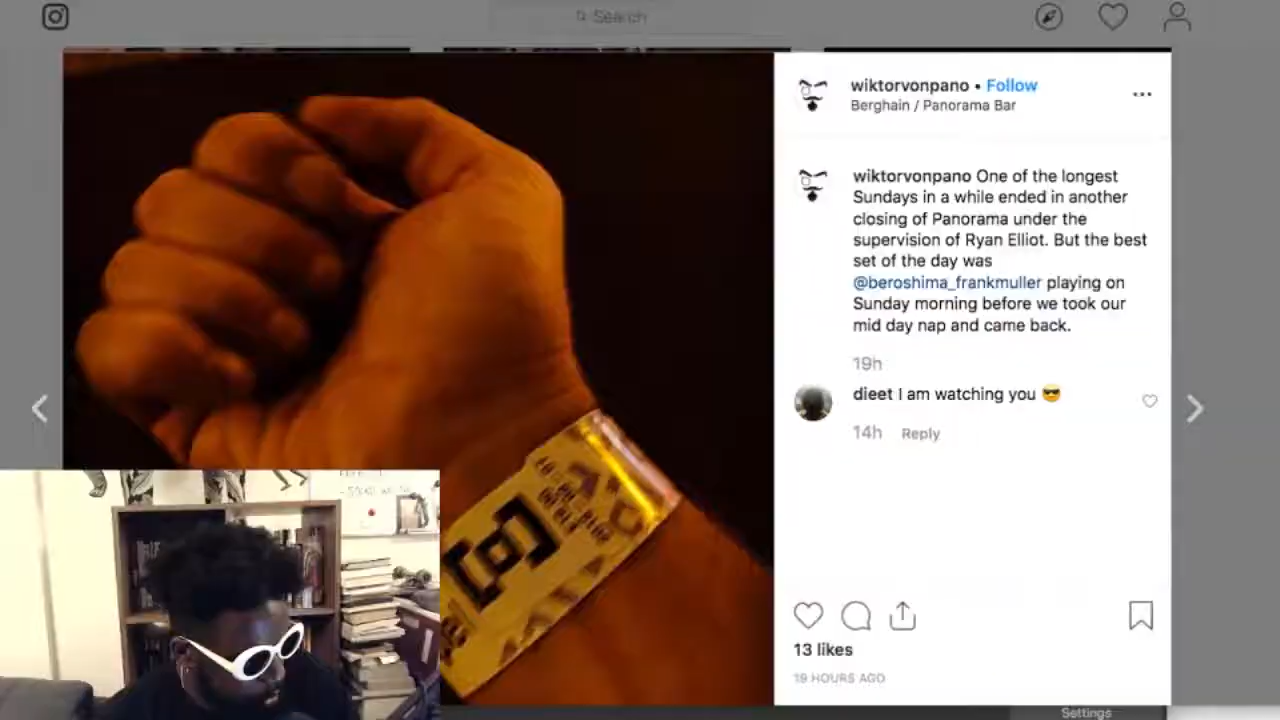 Search
wiktorvonpano • Follow
Berghain / Panorama Bar
wiktorvonpano One of the longest
Sundays in a while ended in another
closing of Panorama under the
supervision of Ryan Elliot. But the best
set of the day was
@beroshima_frankmuller playing on
Sunday morning before we took our
mid day nap and came back.
19h
dieet I am watching you 😎
14h Reply
13 likes
19 HOURS AGO
Settings